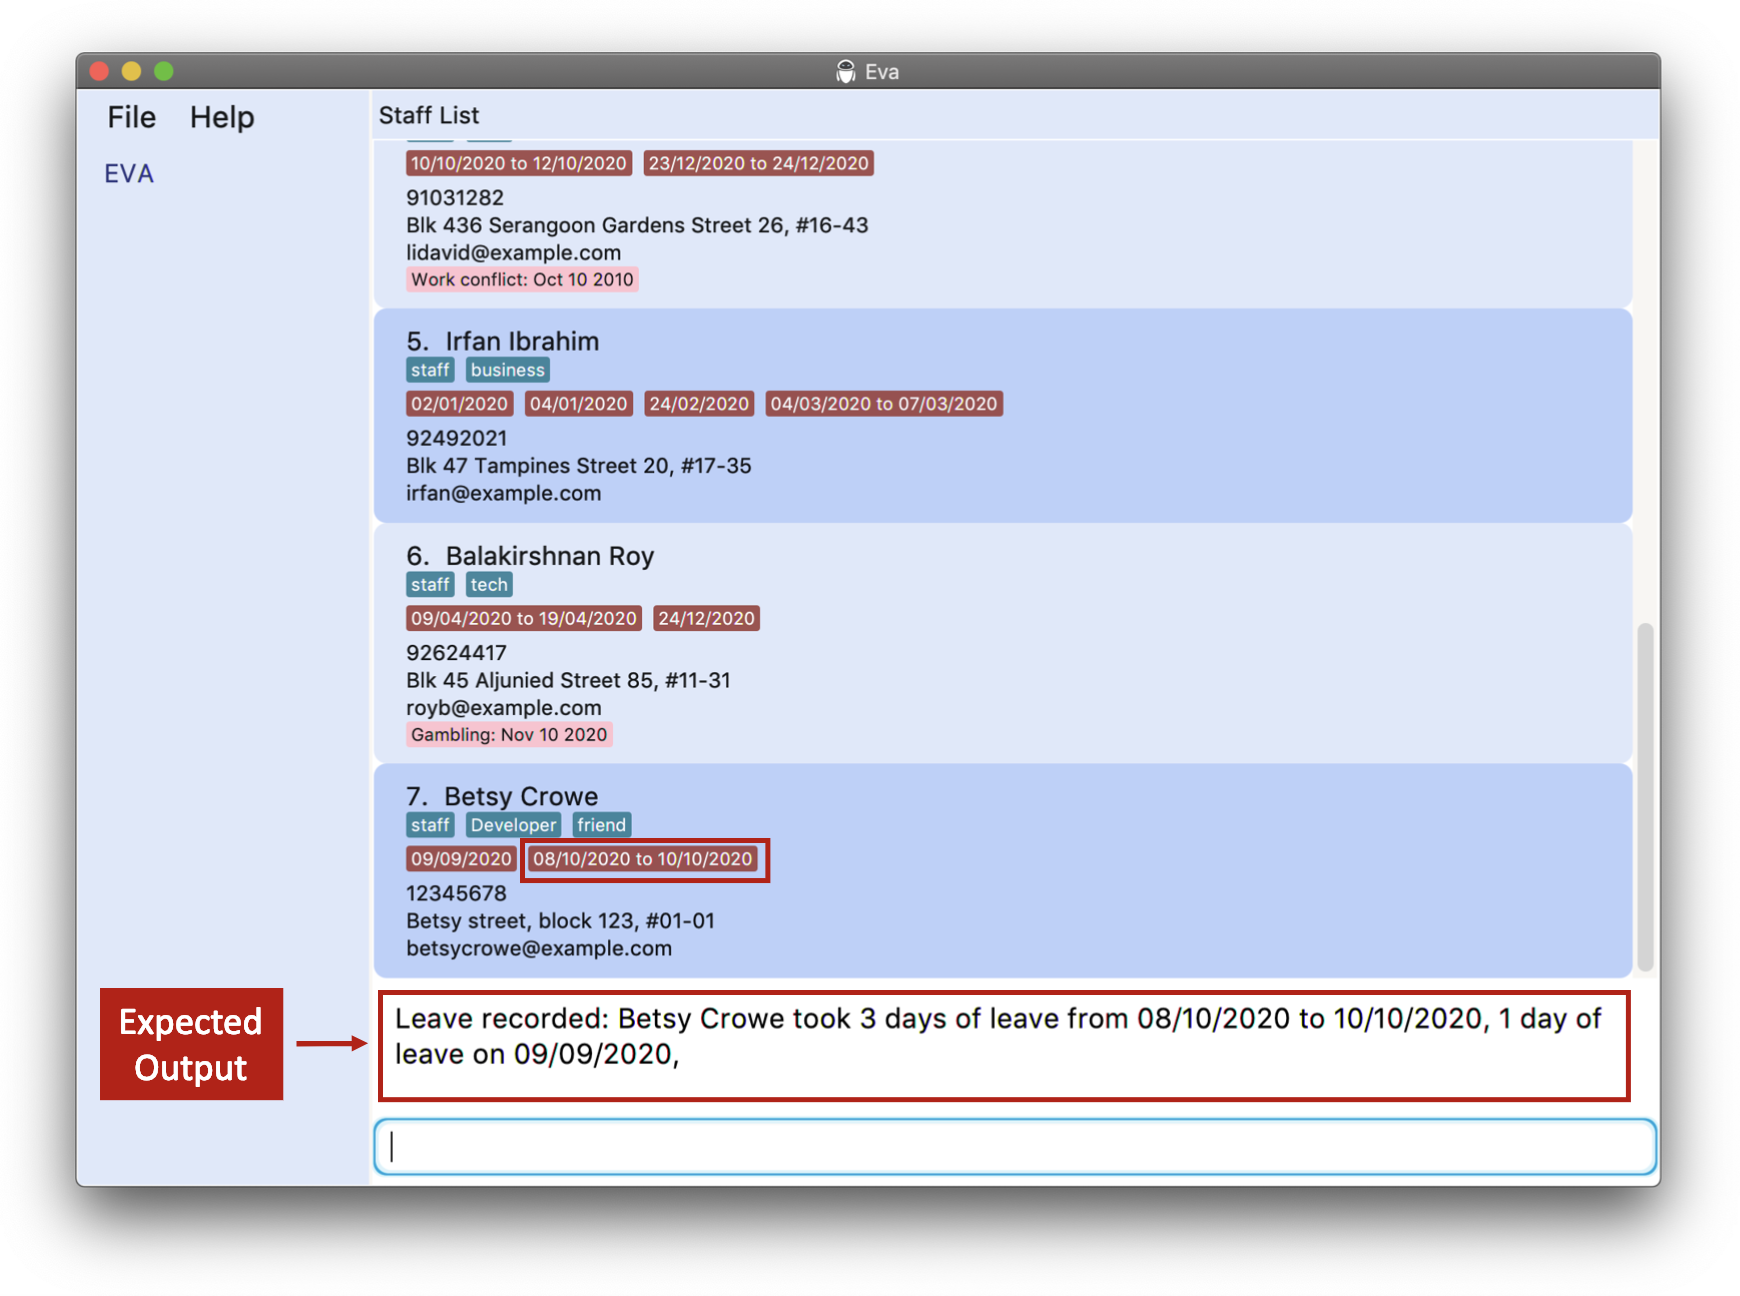 Eva
File Help
EVA
Staff List
10/10/2020 to 12/10/2020 23/12/2020 to 24/12/2020
91031282
Blk 436 Serangoon Gardens Street 26, #16-43
lidavid@example.com
Work conflict: Oct 10 2010
5. Irfan Ibrahim
staff business
02/01/2020 04/01/2020 24/02/2020 04/03/2020 to 07/03/2020
92492021
Blk 47 Tampines Street 20, #17-35
irfan@example.com
6. Balakirshnan Roy
staff tech
09/04/2020 to 19/04/2020 24/12/2020
92624417
Blk 45 Aljunied Street 85, #11-31
royb@example.com
Gambling: Nov 10 2020
7. Betsy Crowe
staff Developer friend
09/09/2020 08/10/2020 to 10/10/2020
12345678
Betsy street, block 123, #01-01
betsycrowe@example.com
Expected
Output
Leave recorded: Betsy Crowe took 3 days of leave from 08/10/2020 to 10/10/2020, 1 day of
leave on 09/09/2020,